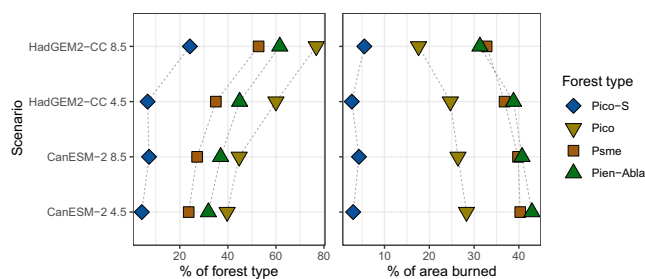 HadGEM2−CC 8.5
HadGEM2−CC 4.5
CanESM−2 8.5
CanESM−2 4.5
Scenario
20 40 60 80
% of forest type
10 20 30 40
% of area burned
Forest type
Pico−S
Pico
Psme
Pien−Abla